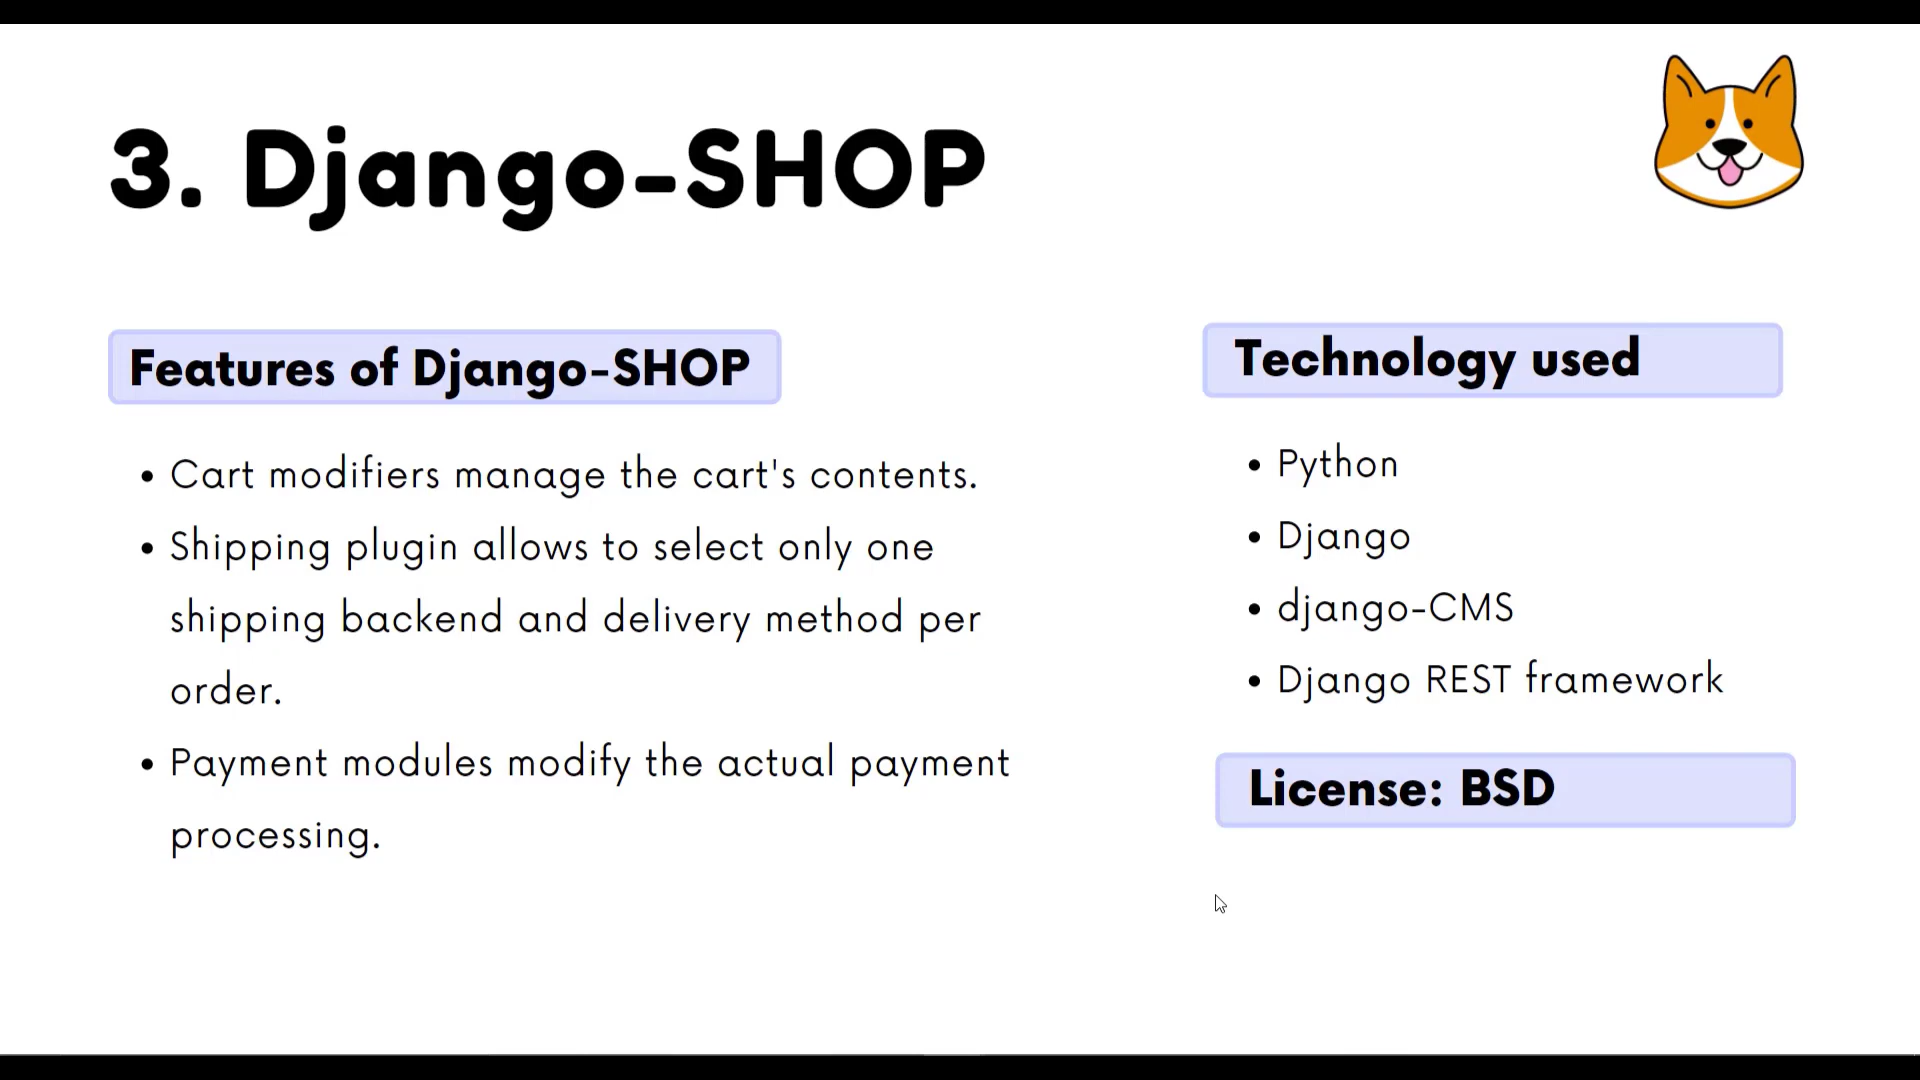 3. Django-SHOP
Features of Django-SHOP
• Cart modifiers manage the cart's contents.
• Shipping plugin allows to select only one
shipping backend and delivery method per
order.
• Payment modules modify the actual payment
processing.
Technology used
• Python
• Django
• django-CMS
• Django REST framework
License: BSD